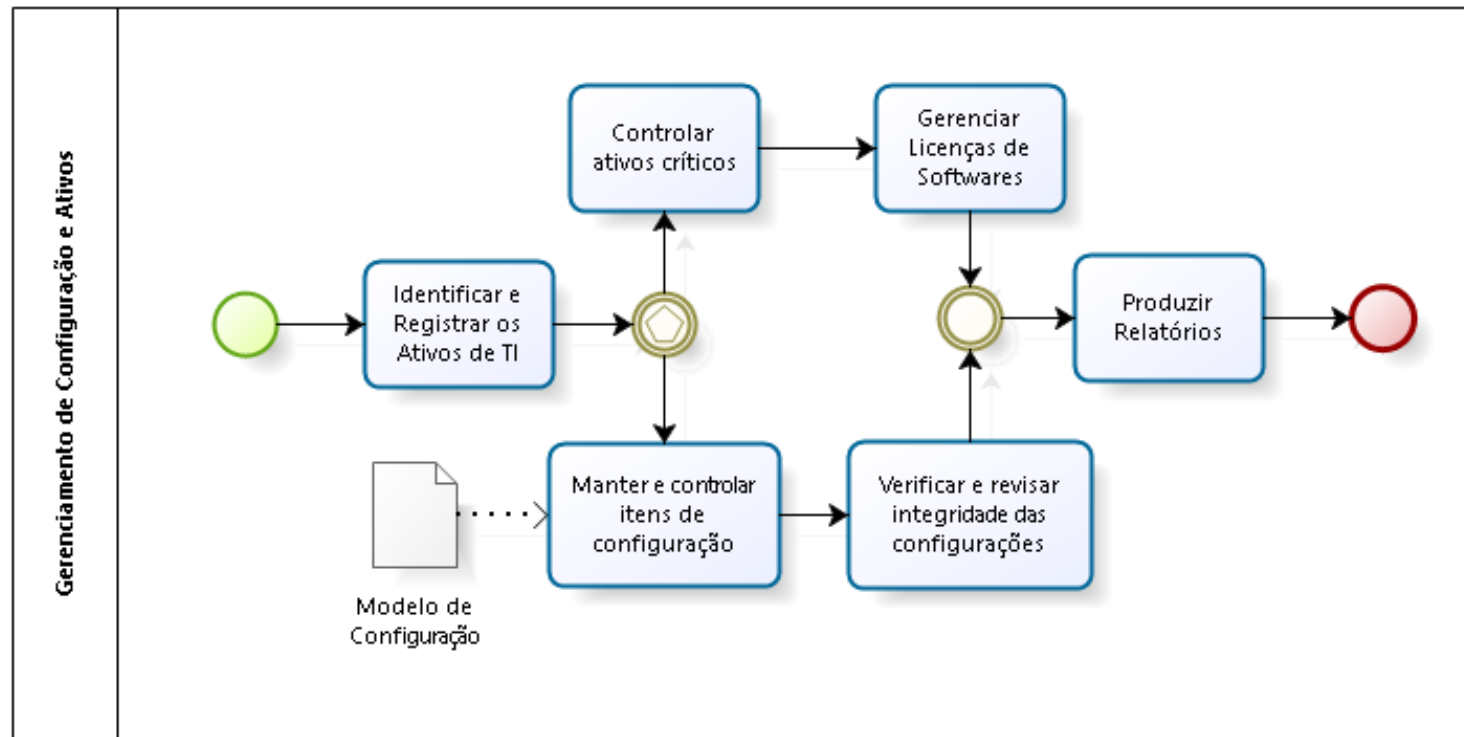 Gerenciamento de Configuração e Ativos
Controlar
ativos críticos
Gerenciar
Licenças de
Softwares
Identificar e
Registrar os
Ativos de TI
Produzir
Relatórios
Manter e controlar
itens de
configuração
Verificar e revisar
integridade das
configurações
Modelo de
Configuração